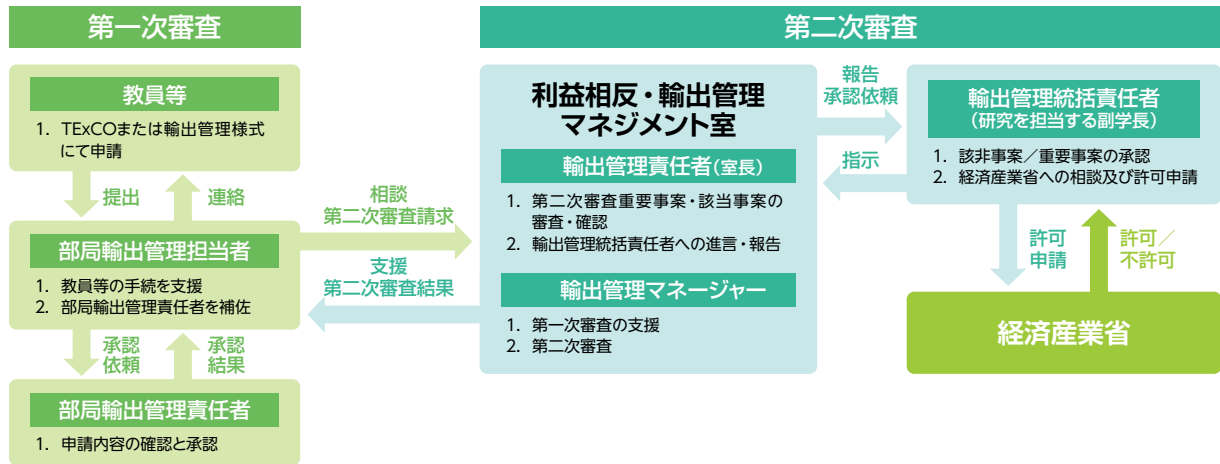 第一次審査
教員等
1. TExCOまたは輸出管理様式
にて申請
提出
連絡
部局輸出管理担当者
1. 教員等の手続を支援
2. 部局輸出管理責任者を補佐
承認
依頼
承認
結果
部局輸出管理責任者
1. 申請内容の確認と承認
相談
第二次審査請求
支援
第二次審査結果
第二次審査
利益相反・輸出管理
マネジメント室
輸出管理責任者(室長)
1. 第二次審査重要事案・該当事案の
審査・確認
2. 輸出管理統括責任者への進言・報告
輸出管理マネージャー
1. 第一次審査の支援
2. 第二次審査
報告
承認依頼
指示
輸出管理統括責任者
(研究を担当する副学長)
1. 該非事案／重要事案の承認
2. 経済産業省への相談及び許可申請
許可
申請
許可／
不許可
経済産業省